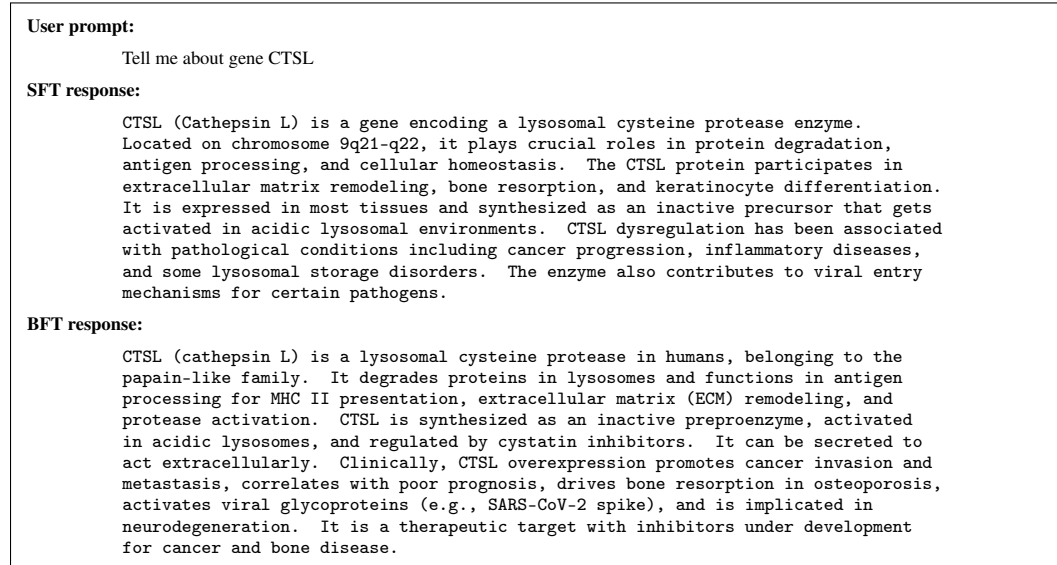 User prompt:
Tell me about gene CTSL
SFT response:
CTSL (Cathepsin L) is a gene encoding a lysosomal cysteine protease enzyme.
Located on chromosome 9q21-q22, it plays crucial roles in protein degradation,
antigen processing, and cellular homeostasis. The CTSL protein participates in
extracellular matrix remodeling, bone resorption, and keratinocyte differentiation.
It is expressed in most tissues and synthesized as an inactive precursor that gets
activated in acidic lysosomal environments. CTSL dysregulation has been associated
with pathological conditions including cancer progression, inflammatory diseases,
and some lysosomal storage disorders. The enzyme also contributes to viral entry
mechanisms for certain pathogens.
BFT response:
CTSL (cathepsin L) is a lysosomal cysteine protease in humans, belonging to the
papain-like family. It degrades proteins in lysosomes and functions in antigen
processing for MHC II presentation, extracellular matrix (ECM) remodeling, and
protease activation. CTSL is synthesized as an inactive preproenzyme, activated
in acidic lysosomes, and regulated by cystatin inhibitors. It can be secreted to
act extracellularly. Clinically, CTSL overexpression promotes cancer invasion and
metastasis, correlates with poor prognosis, drives bone resorption in osteoporosis,
activates viral glycoproteins (e.g., SARS-CoV-2 spike), and is implicated in
neurodegeneration. It is a therapeutic target with inhibitors under development
for cancer and bone disease.